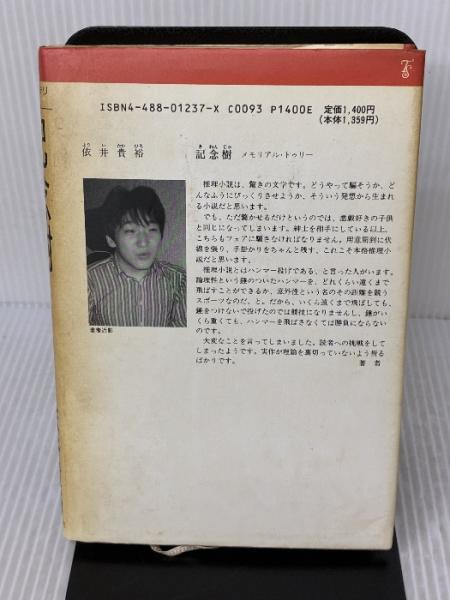 ISBN4-488-01237-X C0093 P1400E
定価1,400円
(本体1,359円)
よりい たかひろ
依井貴裕
きねんじゅ
記念樹 メモリアル・トゥリー
推理小説は、驚きの文学です。どうやって騙そうか、ど
んなふうにびっくりさせようか、そういう発想から生まれ
る小説だと思います。
でも、ただ驚かせるだけというのでは、悪戯好きの子供
と同じになってしまいます。紳士を相手にしている以上、
こちらもフェアに騙さなければなりません。用意周到に伏
線を張り、手掛かりをちゃんと残す、これこそ本格推理小
説だと思います。
推理小説とはハンマー投げである、と言った人がいます。
論理性という錘のついたハンマーを、どれくらい遠くまで
飛ばすことができるか、意外性という名のその距離を競う
スポーツなのだ、と。だから、いくら遠くまで飛ばしても、
錘をつけないで投げたのでは競技になりませんし、錘がい
くら重くても、ハンマーを飛ばさなくては勝負にならない
のです。
大変なことを言ってしまいました。読者への挑戦をして
しまったようです。実作が理論を裏切っていないよう祈る
ばかりです。
著者
著者近影